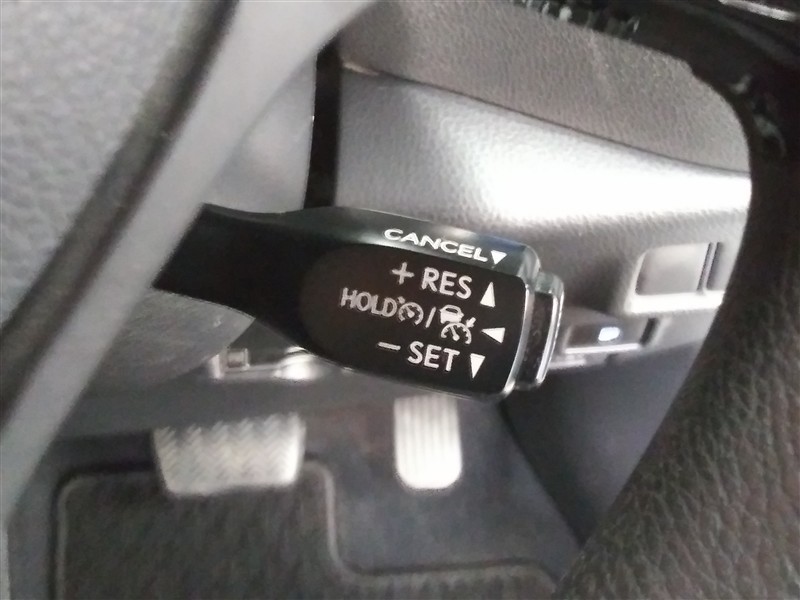 CANCEL▼
+ RES ▲
HOLD / ◀
− SET ▼